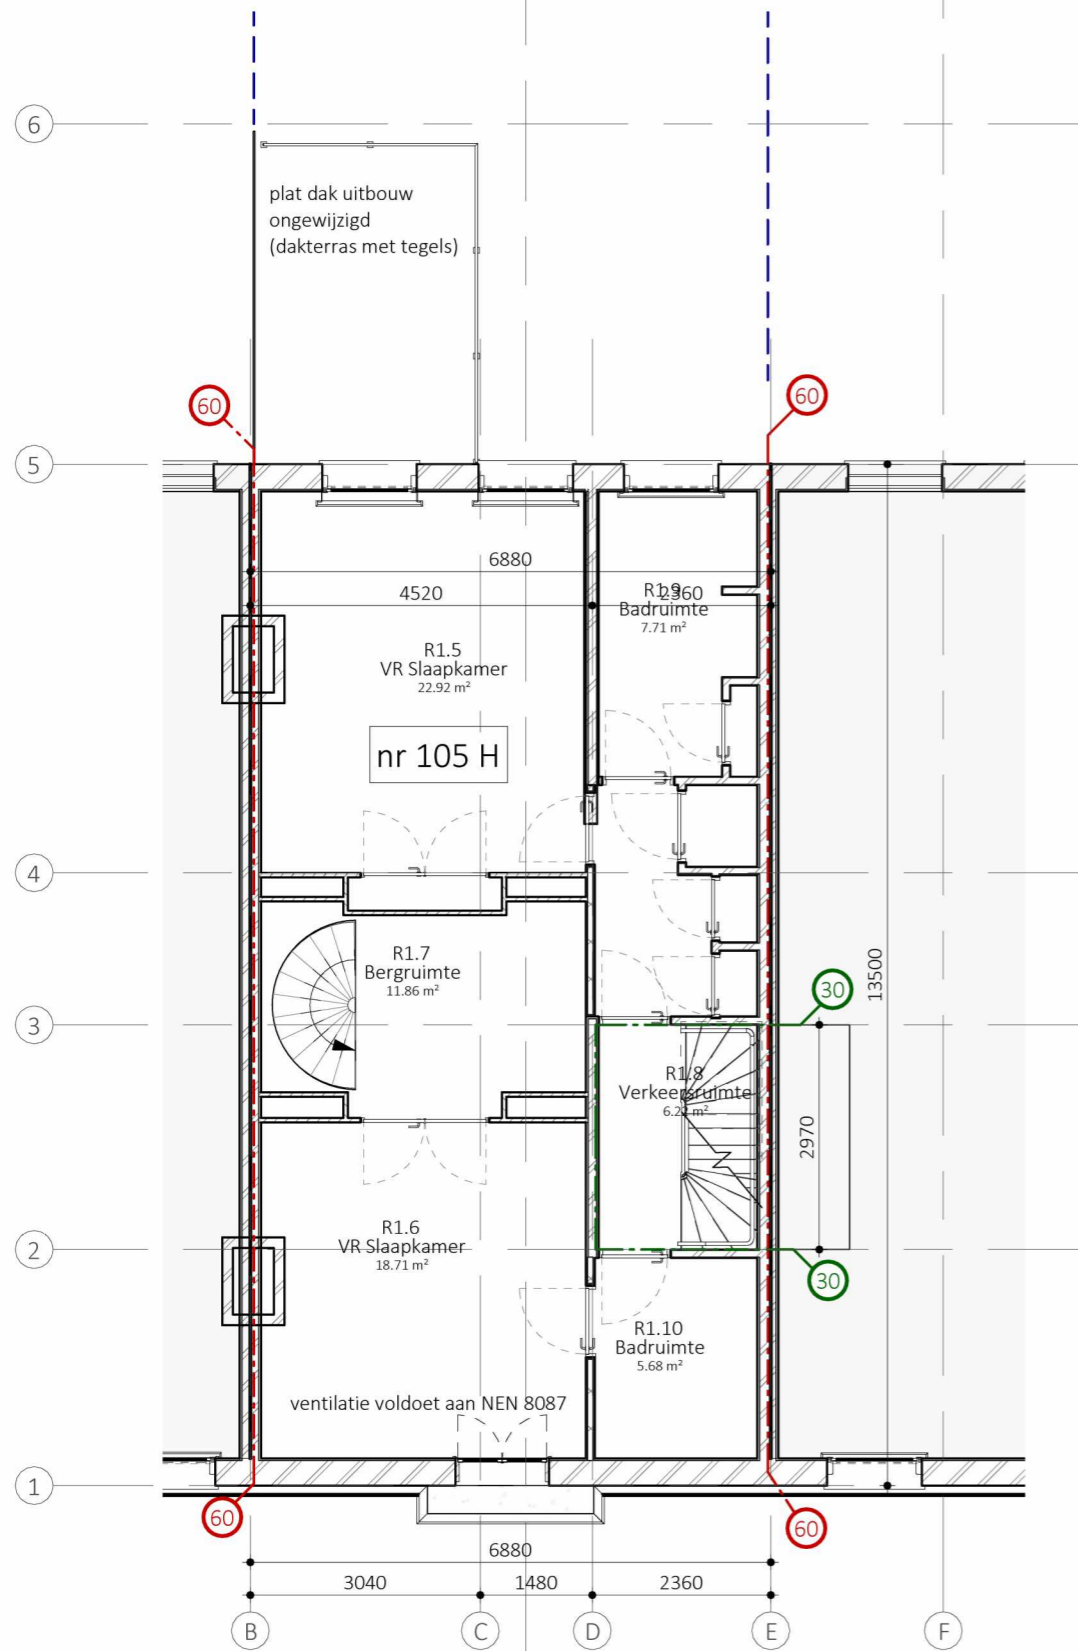 6
plat dak uitbouw
ongewijzigd
(dakterras met tegels)
60
60
5
6880
4520
2360
R1.9
Badruimte
7.71 m²
R1.5
VR Slaapkamer
22.92 m²
nr 105 H
4
R1.7
Bergruimte
11.86 m²
13500
30
3
R1.8
Verkeersruimte
6.22 m²
2970
R1.6
VR Slaapkamer
18.71 m²
2
30
R1.10
Badruimte
5.68 m²
ventilatie voldoet aan NEN 8087
1
60
60
6880
3040
1480
2360
B
C
D
E
F